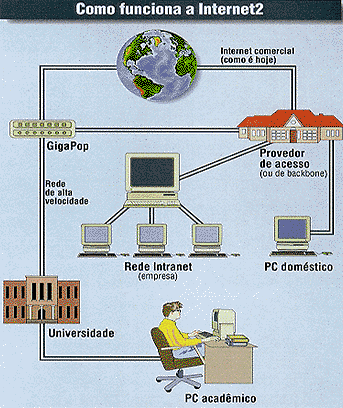 Como funciona a Internet2
Internet comercial
(como é hoje)
GigaPop
Provedor
de acesso
(ou de backbone)
Rede
de alta
velocidade
Rede Intranet
(empresa)
PC doméstico
Universidade
PC acadêmico